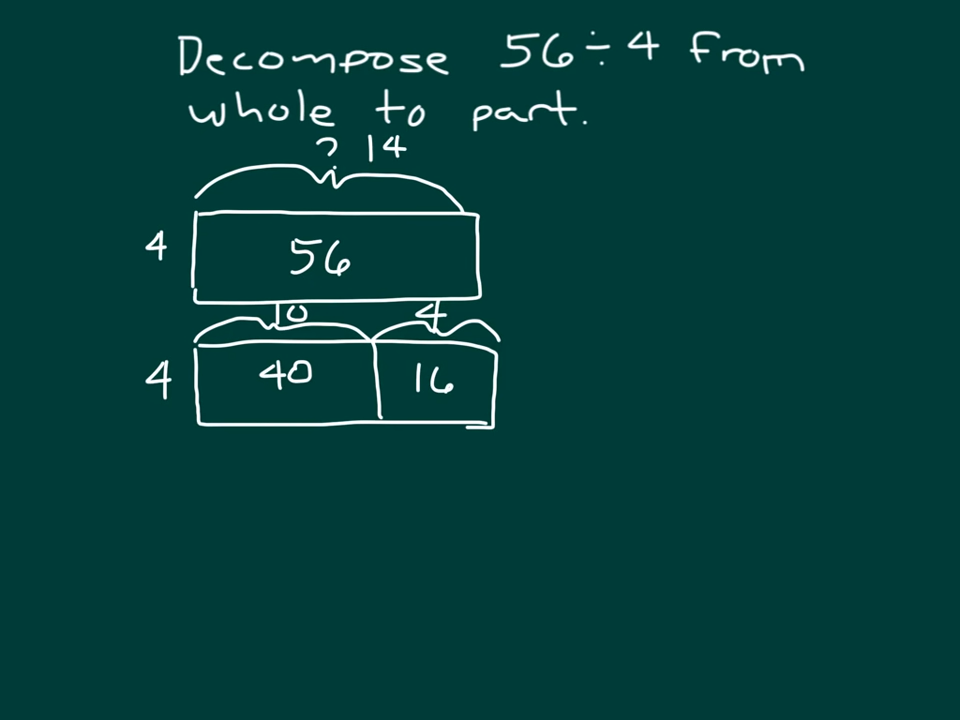 Decompose 56÷4 from
whole to part.
? 14
4 56
10 4
4 40 16